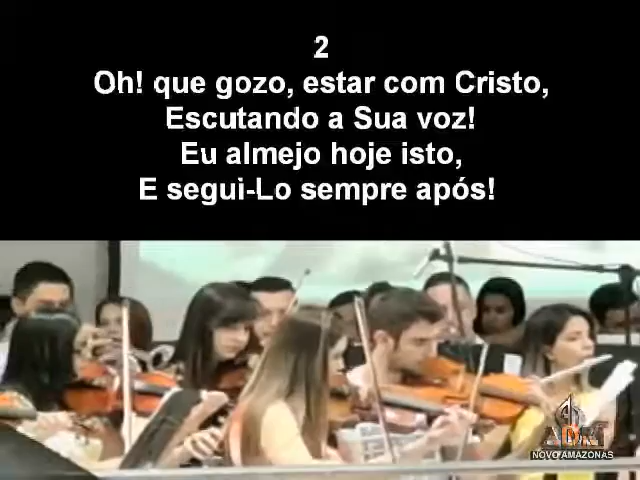 2
Oh! que gozo, estar com Cristo,
Escutando a Sua voz!
Eu almejo hoje isto,
E segui-Lo sempre após!
NOVO AMAZONAS